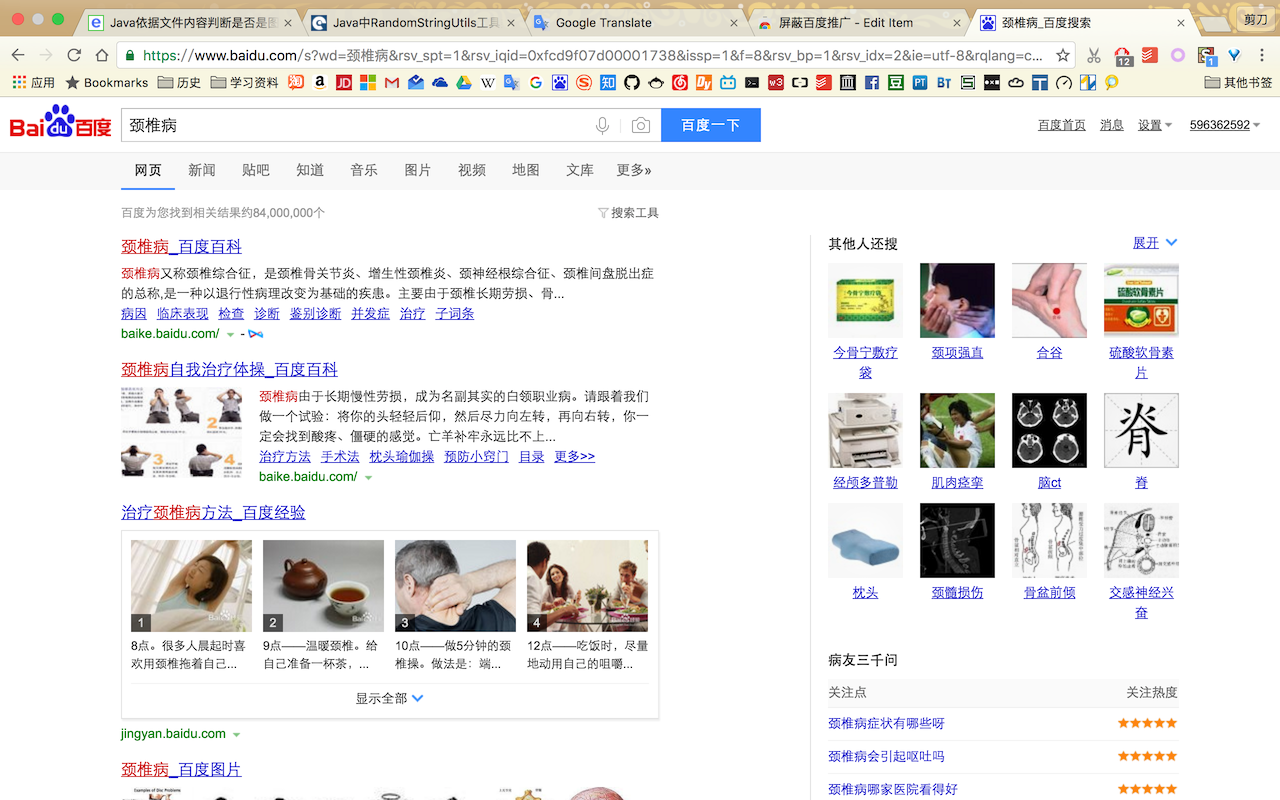 Java依据文件内容判断是否是图
Java中RandomStringUtils工具
Google Translate
屏蔽百度推广 - Edit Item
颈椎病_百度搜索
剪刀
https://www.baidu.com/s?wd=颈椎病&rsv_spt=1&rsv_iqid=0xfcd9f07d00001738&issp=1&f=8&rsv_bp=1&rsv_idx=2&ie=utf-8&rqlang=c...
12
1
应用
Bookmarks
历史
学习资料
其他书签
Bai du 百度
颈椎病
百度一下
百度首页
消息
设置
596362592
网页
新闻
贴吧
知道
音乐
图片
视频
地图
文库
更多»
百度为您找到相关结果约84,000,000个
搜索工具
颈椎病_百度百科
颈椎病又称颈椎综合征，是颈椎骨关节炎、增生性颈椎炎、颈神经根综合征、颈椎间盘脱出症
的总称,是一种以退行性病理改变为基础的疾患。主要由于颈椎长期劳损、骨...
病因 临床表现 检查 诊断 鉴别诊断 并发症 治疗 子词条
baike.baidu.com/ -
颈椎病自我治疗体操_百度百科
颈椎病由于长期慢性劳损，成为名副其实的白领职业病。请跟着我们
做一个试验：将你的头轻轻后仰，然后尽力向左转，再向右转，你一
定会找到酸疼、僵硬的感觉。亡羊补牢永远比不上...
治疗方法 手术法 枕头瑜伽操 预防小窍门 目录 更多>>
baike.baidu.com/
治疗颈椎病方法_百度经验
1
8点。很多人晨起时喜
欢用颈椎拖着自己...
2
9点——温暖颈椎。给
自己准备一杯茶，...
3
10点——做5分钟的颈
椎操。做法是：端...
4
12点——吃饭时，尽量
地动用自己的咀嚼...
显示全部
jingyan.baidu.com
颈椎病_百度图片
其他人还搜
展开
今骨宁敷疗
袋
颈项强直
合谷
硫酸软骨素
片
经颅多普勒
肌肉痉挛
脑ct
脊
脊
枕头
颈髓损伤
骨盆前倾
交感神经兴
奋
病友三千问
关注点
关注热度
颈椎病症状有哪些呀
颈椎病会引起呕吐吗
颈椎病哪家医院看得好